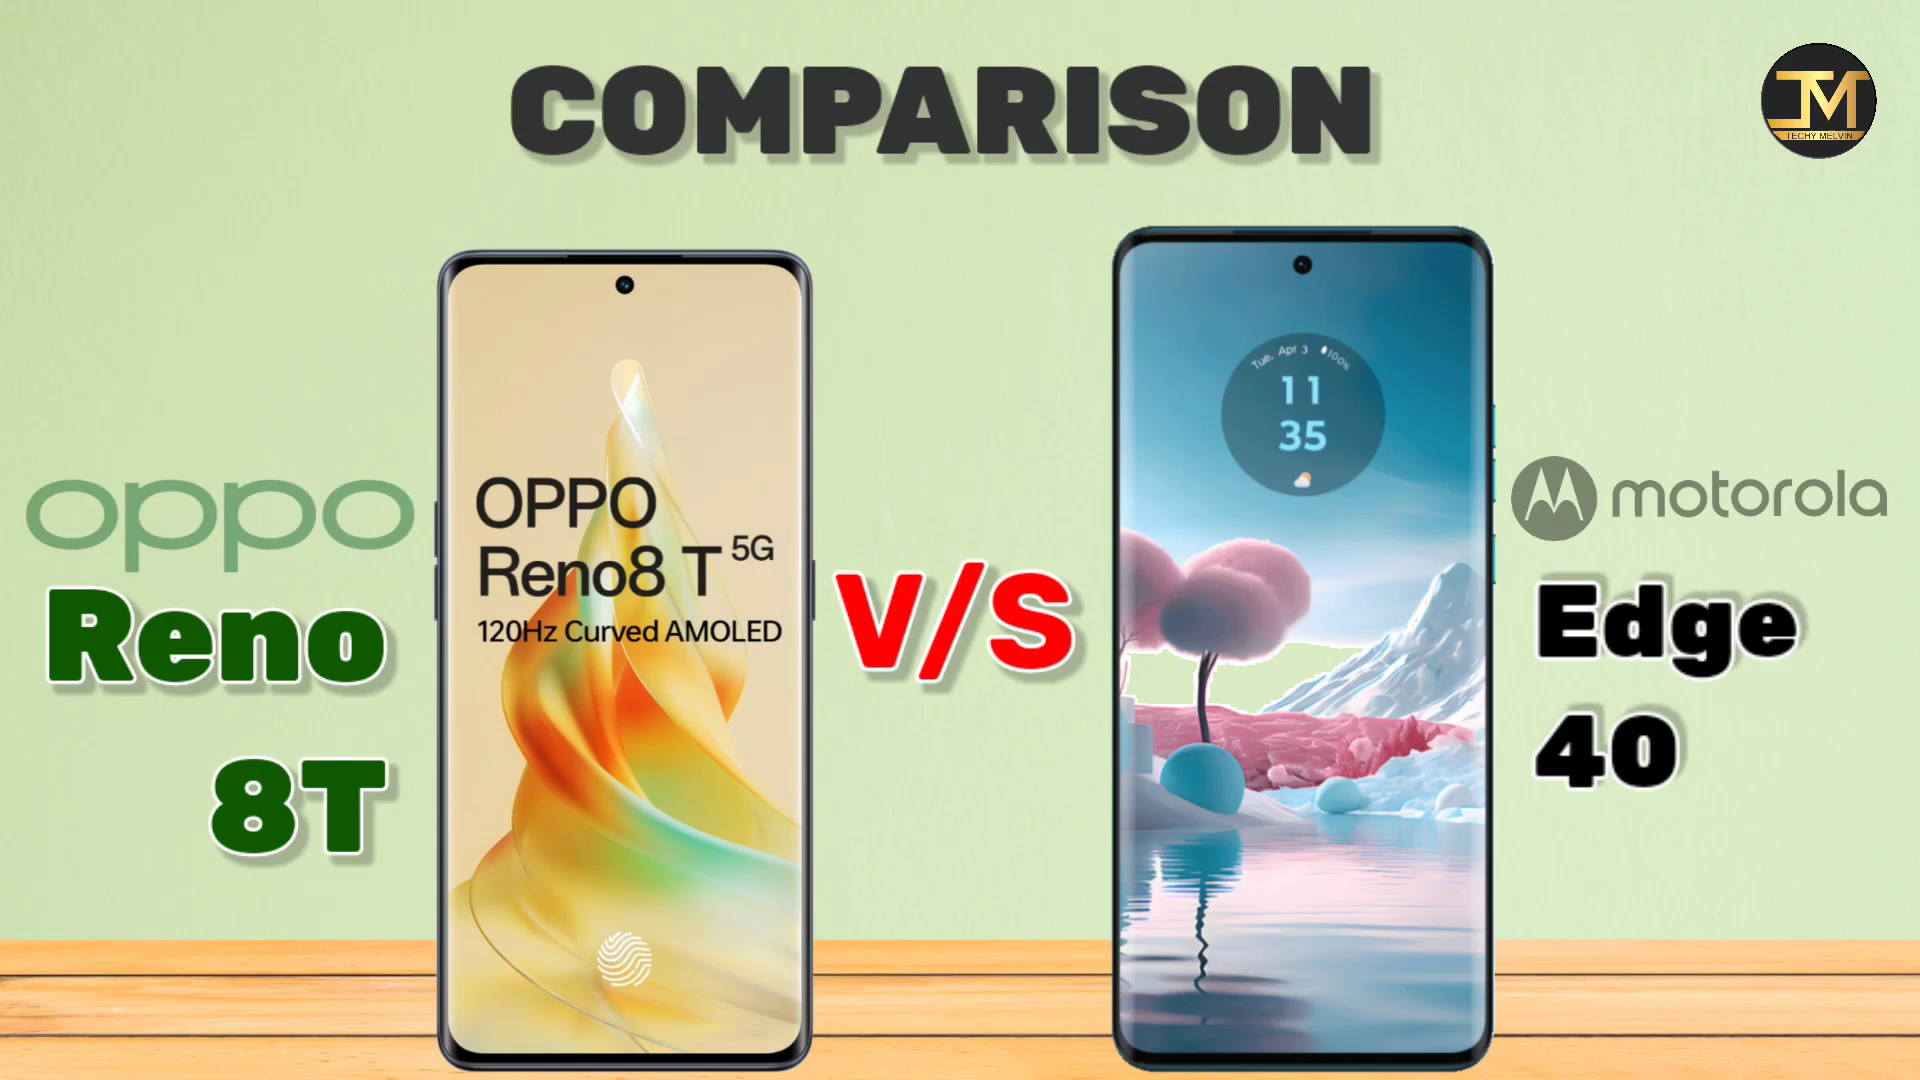 COMPARISON
TECHY MELVIN
oppo
Reno
8T
OPPO
Reno8 T 5G
120Hz Curved AMOLED
V/S
Tue, Apr 3 100%
11
35
motorola
Edge
40